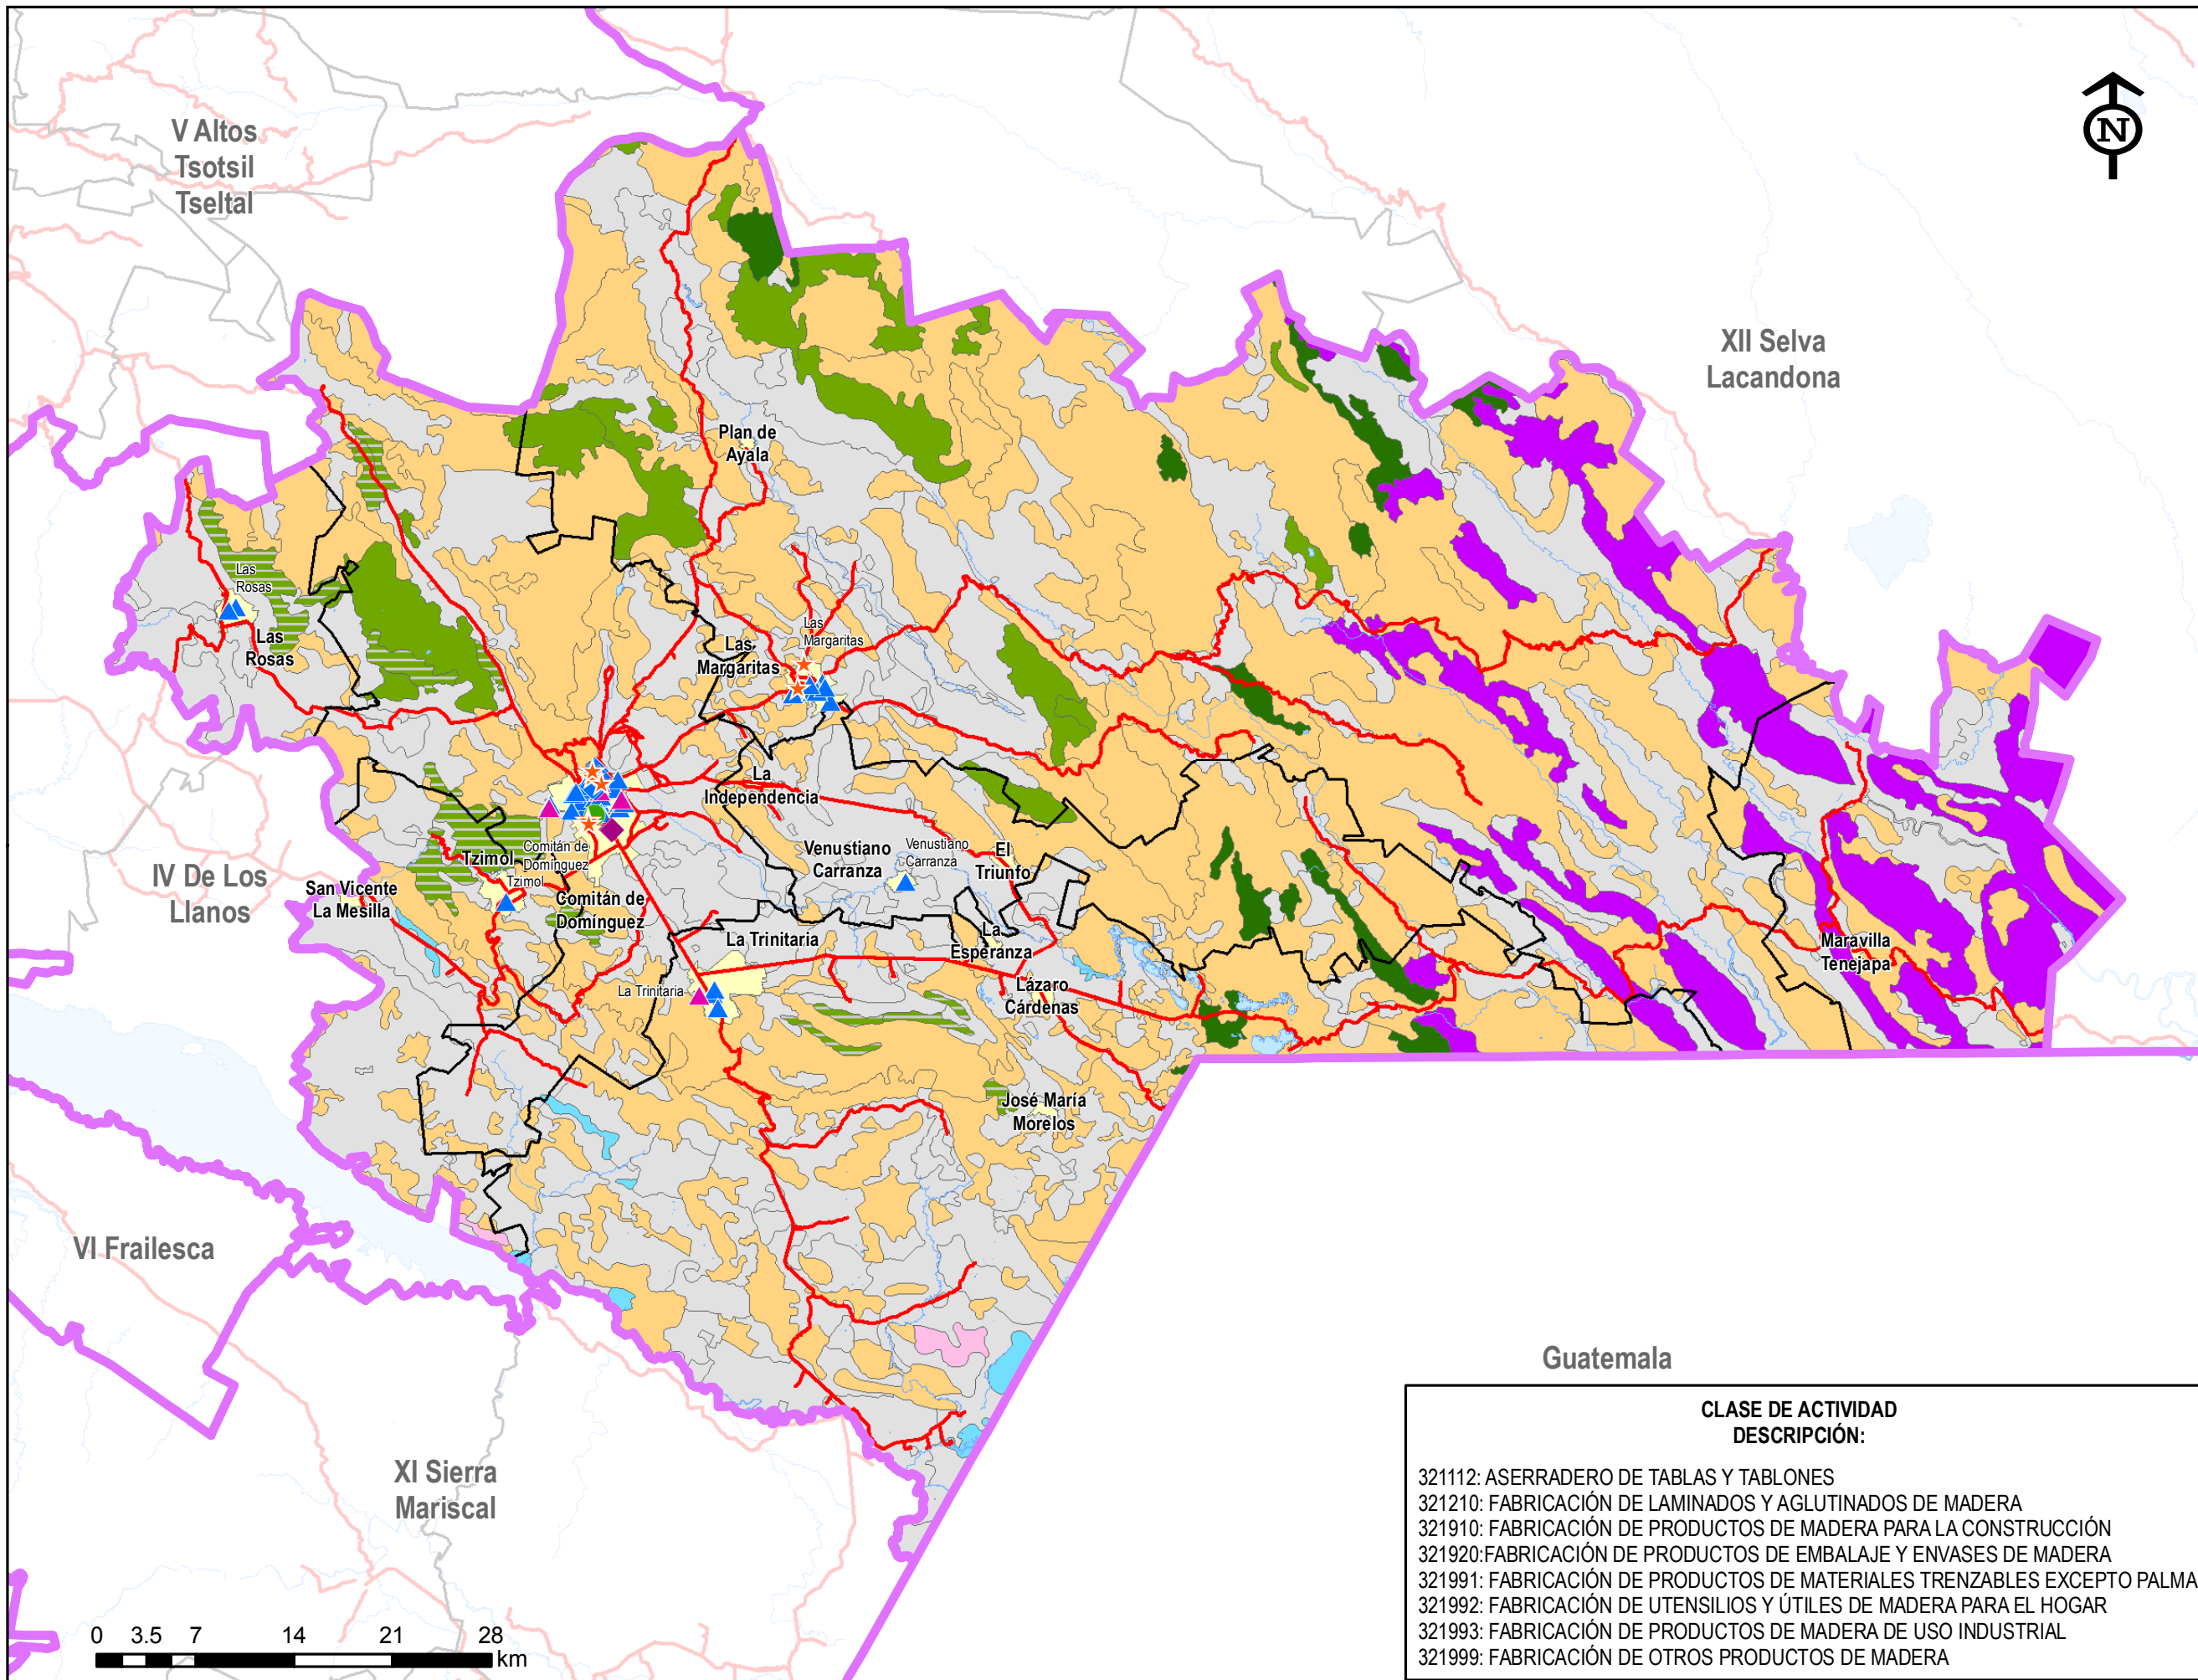 N
V Altos
Tsotsil
Tseltal
XII Selva
Lacandona
Plan de
Ayala
Las
Rosas
Las
Rosas
Las
Margaritas
Las
Margaritas
La
Independencia
Venustiano
Carranza
Venustiano
Carranza
El
Triunfo
Tzimol
Comitán de
Domínguez
Tzimol
IV De Los
Llanos
San Vicente
La Mesilla
Comitán de
Domínguez
La Trinitaria
La
Esperanza
Maravilla
Tenejapa
La Trinitaria
Lázaro
Cárdenas
José María
Morelos
VI Frailesca
Guatemala
XI Sierra
Mariscal
CLASE DE ACTIVIDAD
DESCRIPCIÓN:
321112: ASERRADERO DE TABLAS Y TABLONES
321210: FABRICACIÓN DE LAMINADOS Y AGLUTINADOS DE MADERA
321910: FABRICACIÓN DE PRODUCTOS DE MADERA PARA LA CONSTRUCCIÓN
321920:FABRICACIÓN DE PRODUCTOS DE EMBALAJE Y ENVASES DE MADERA
321991: FABRICACIÓN DE PRODUCTOS DE MATERIALES TRENZABLES EXCEPTO PALMA
321992: FABRICACIÓN DE UTENSILIOS Y ÚTILES DE MADERA PARA EL HOGAR
321993: FABRICACIÓN DE PRODUCTOS DE MADERA DE USO INDUSTRIAL
321999: FABRICACIÓN DE OTROS PRODUCTOS DE MADERA
0 3.5 7 14 21 28
km